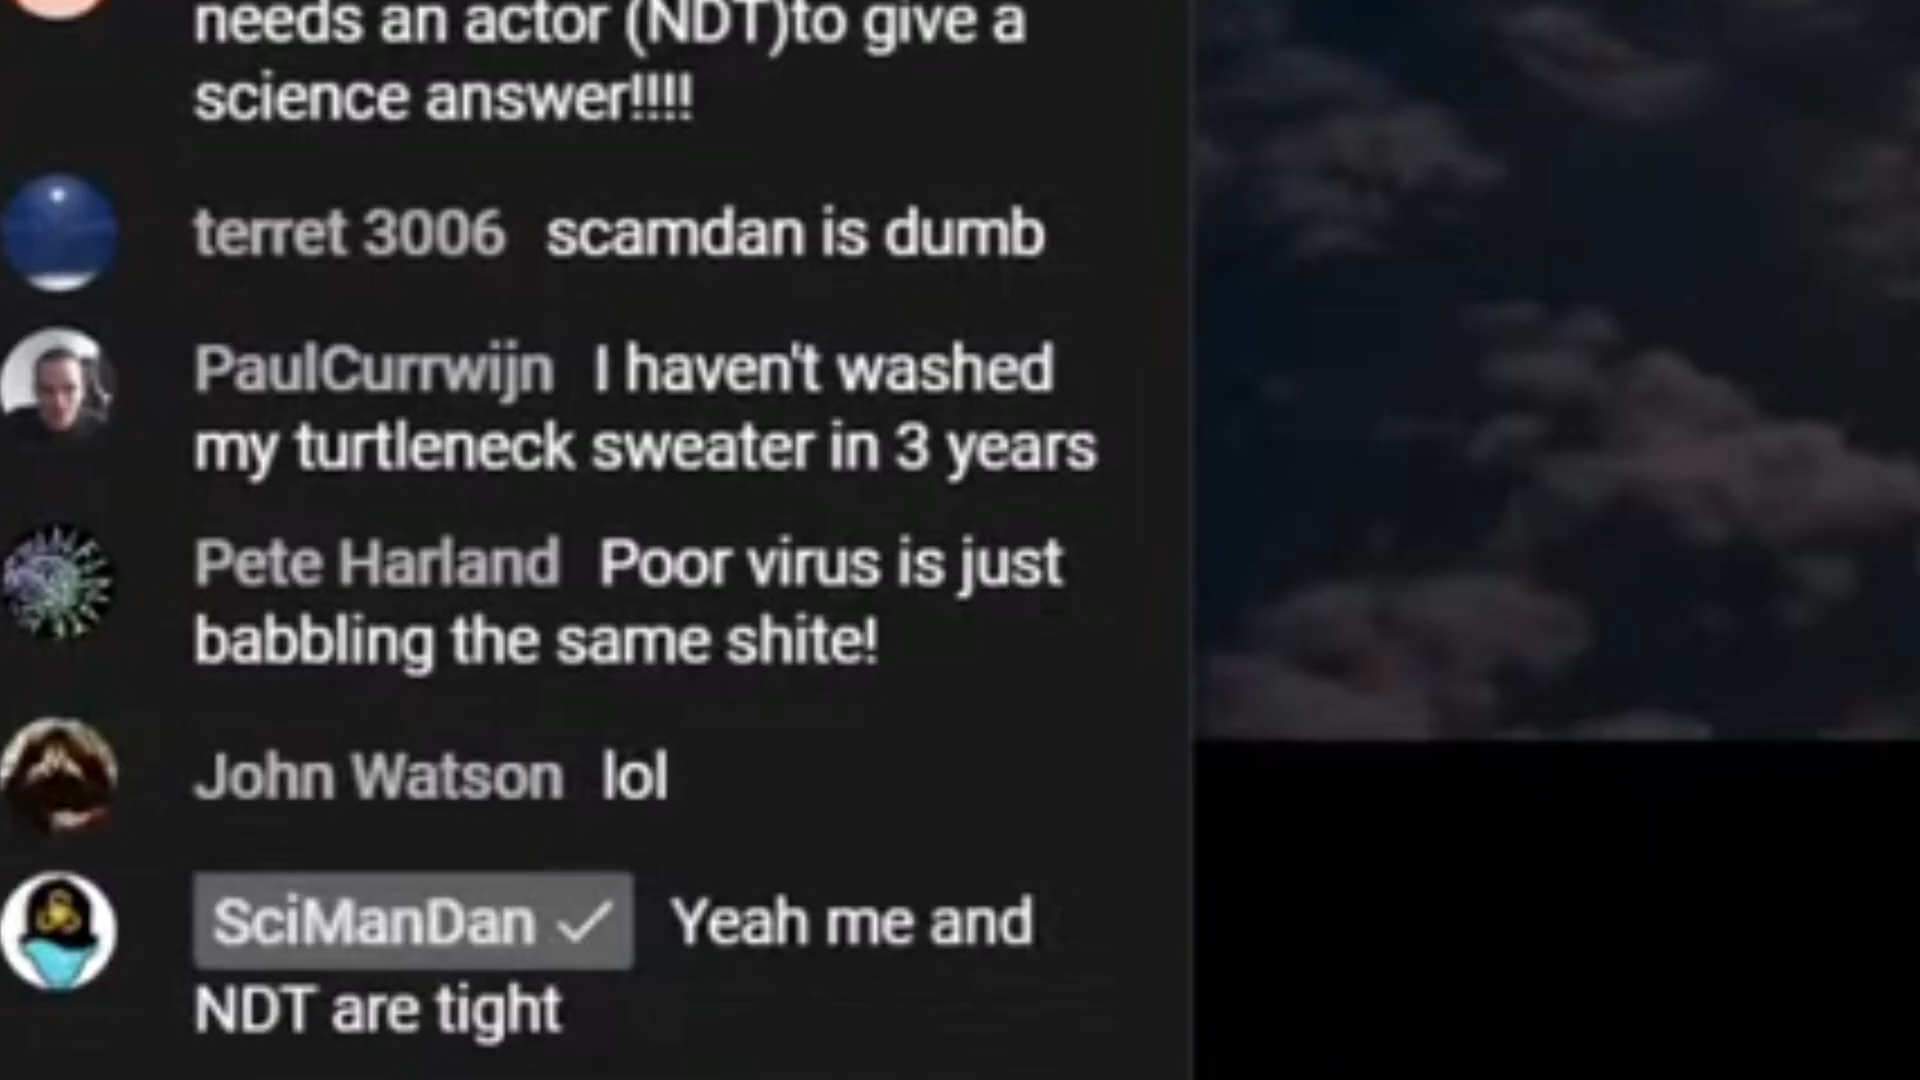 needs an actor (NDT)to give a
science answer!!!!
terret 3006 scamdan is dumb
PaulCurrwijn I haven't washed
my turtleneck sweater in 3 years
Pete Harland Poor virus is just
babbling the same shite!
John Watson lol
SciManDan ✓ Yeah me and
NDT are tight